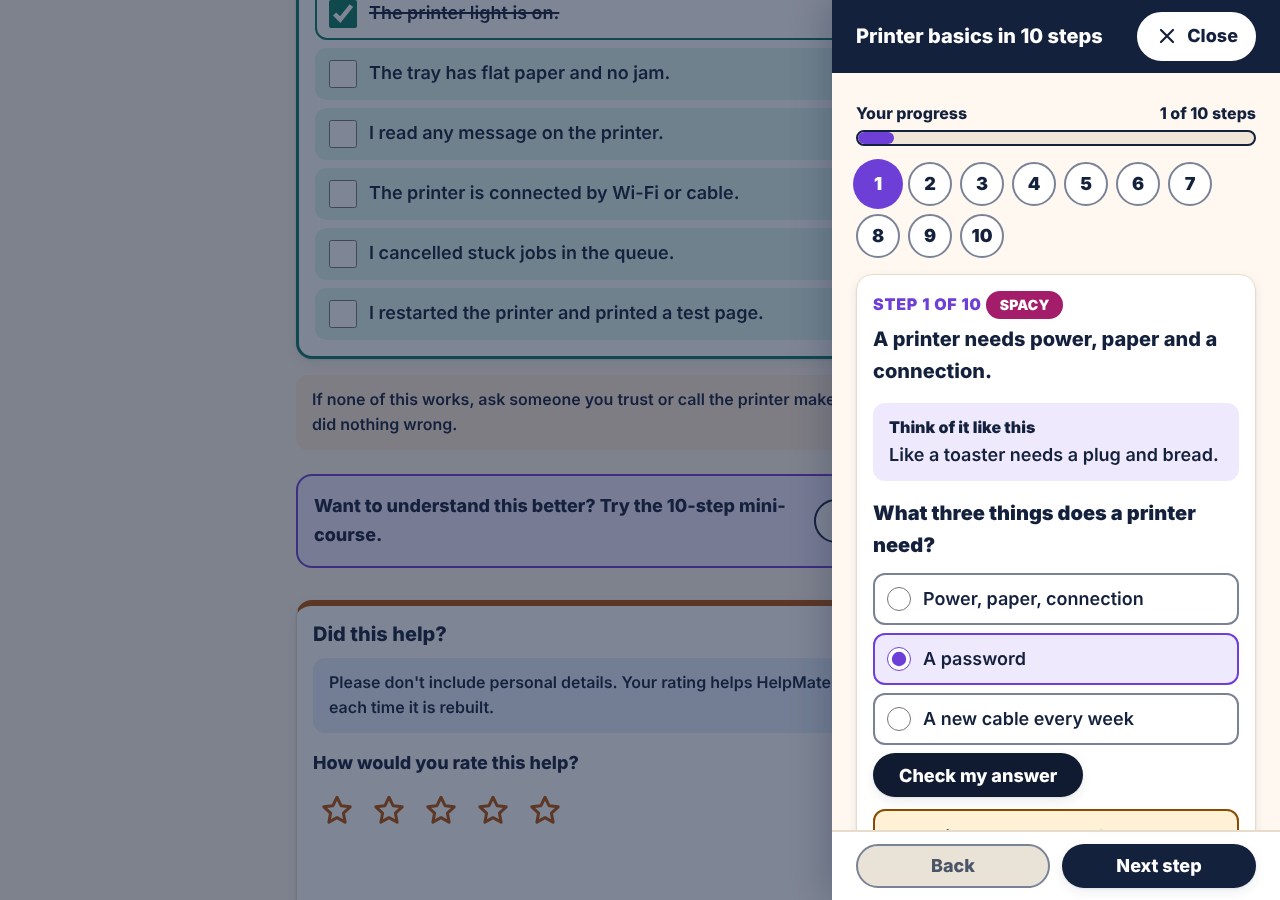 The printer light is on.
The tray has flat paper and no jam.
I read any message on the printer.
The printer is connected by Wi-Fi or cable.
I cancelled stuck jobs in the queue.
I restarted the printer and printed a test page.
If none of this works, ask someone you trust or call the printer make
did nothing wrong.
Want to understand this better? Try the 10-step mini-
course.
Did this help?
Please don't include personal details. Your rating helps HelpMate
each time it is rebuilt.
How would you rate this help?
Printer basics in 10 steps
Close
Your progress
1 of 10 steps
1 2 3 4 5 6 7
8 9 10
STEP 1 OF 10 SPACY
A printer needs power, paper and a
connection.
Think of it like this
Like a toaster needs a plug and bread.
What three things does a printer
need?
Power, paper, connection
A password
A new cable every week
Check my answer
Back
Next step